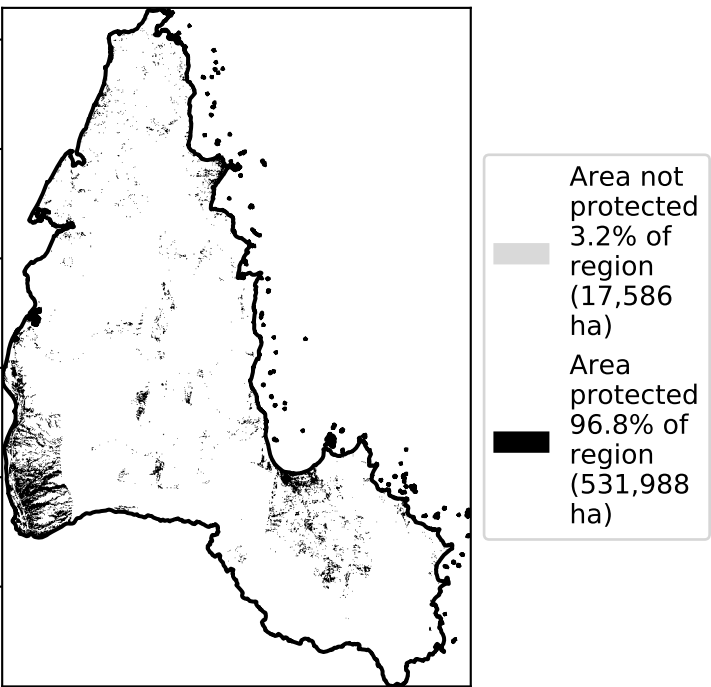 Area not
protected
3.2% of
region
(17,586
ha)
Area
protected
96.8% of
region
(531,988
ha)